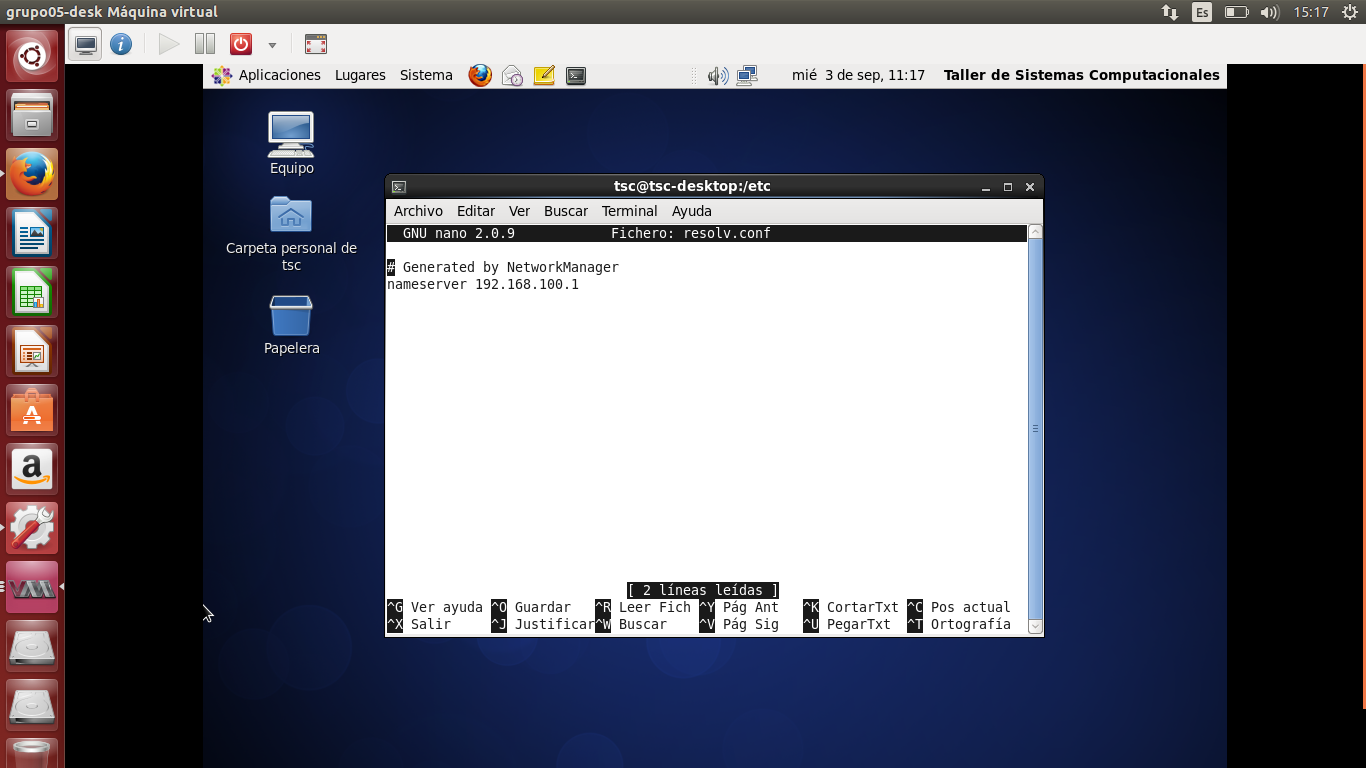 grupo05-desk Máquina virtual
Es
15:17
Aplicaciones Lugares Sistema
mié 3 de sep, 11:17 Taller de Sistemas Computacionales
Equipo
Carpeta personal de
tsc
Papelera
tsc@tsc-desktop:/etc
Archivo Editar Ver Buscar Terminal Ayuda
GNU nano 2.0.9 Fichero: resolv.conf
# Generated by NetworkManager
nameserver 192.168.100.1
[ 2 líneas leídas ]
^G Ver ayuda ^O Guardar ^R Leer Fich ^Y Pág Ant ^K CortarTxt ^C Pos actual
^X Salir ^J Justificar ^W Buscar ^V Pág Sig ^U PegarTxt ^T Ortografía